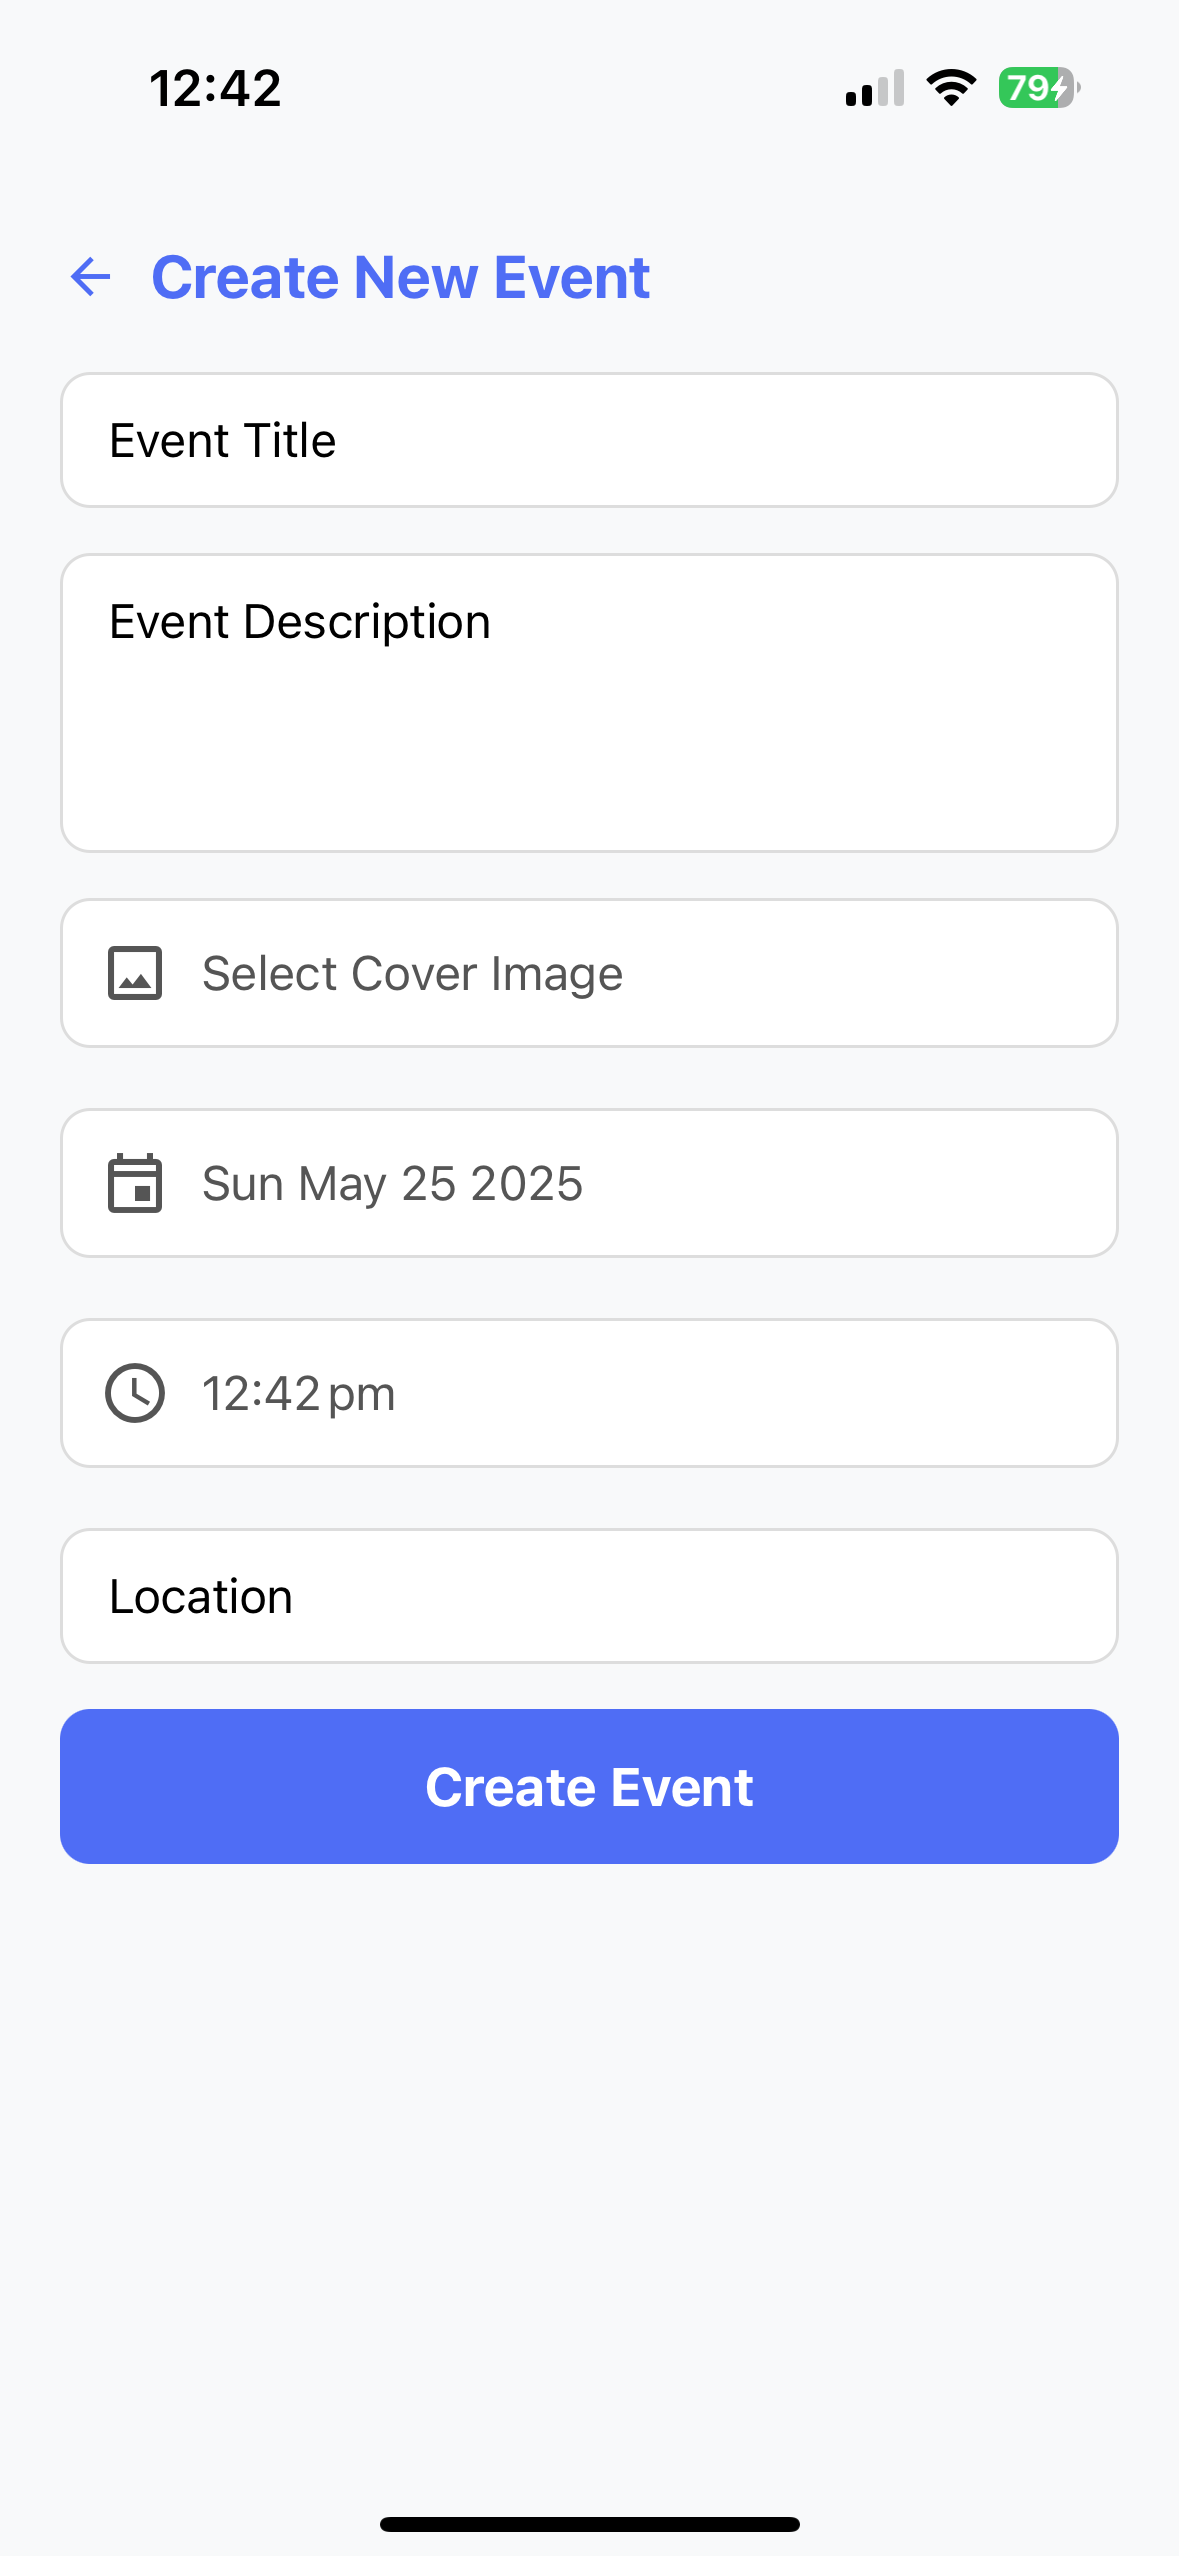 12:42
79
Create New Event
Event Title
Event Description
Select Cover Image
Sun May 25 2025
12:42 pm
Location
Create Event